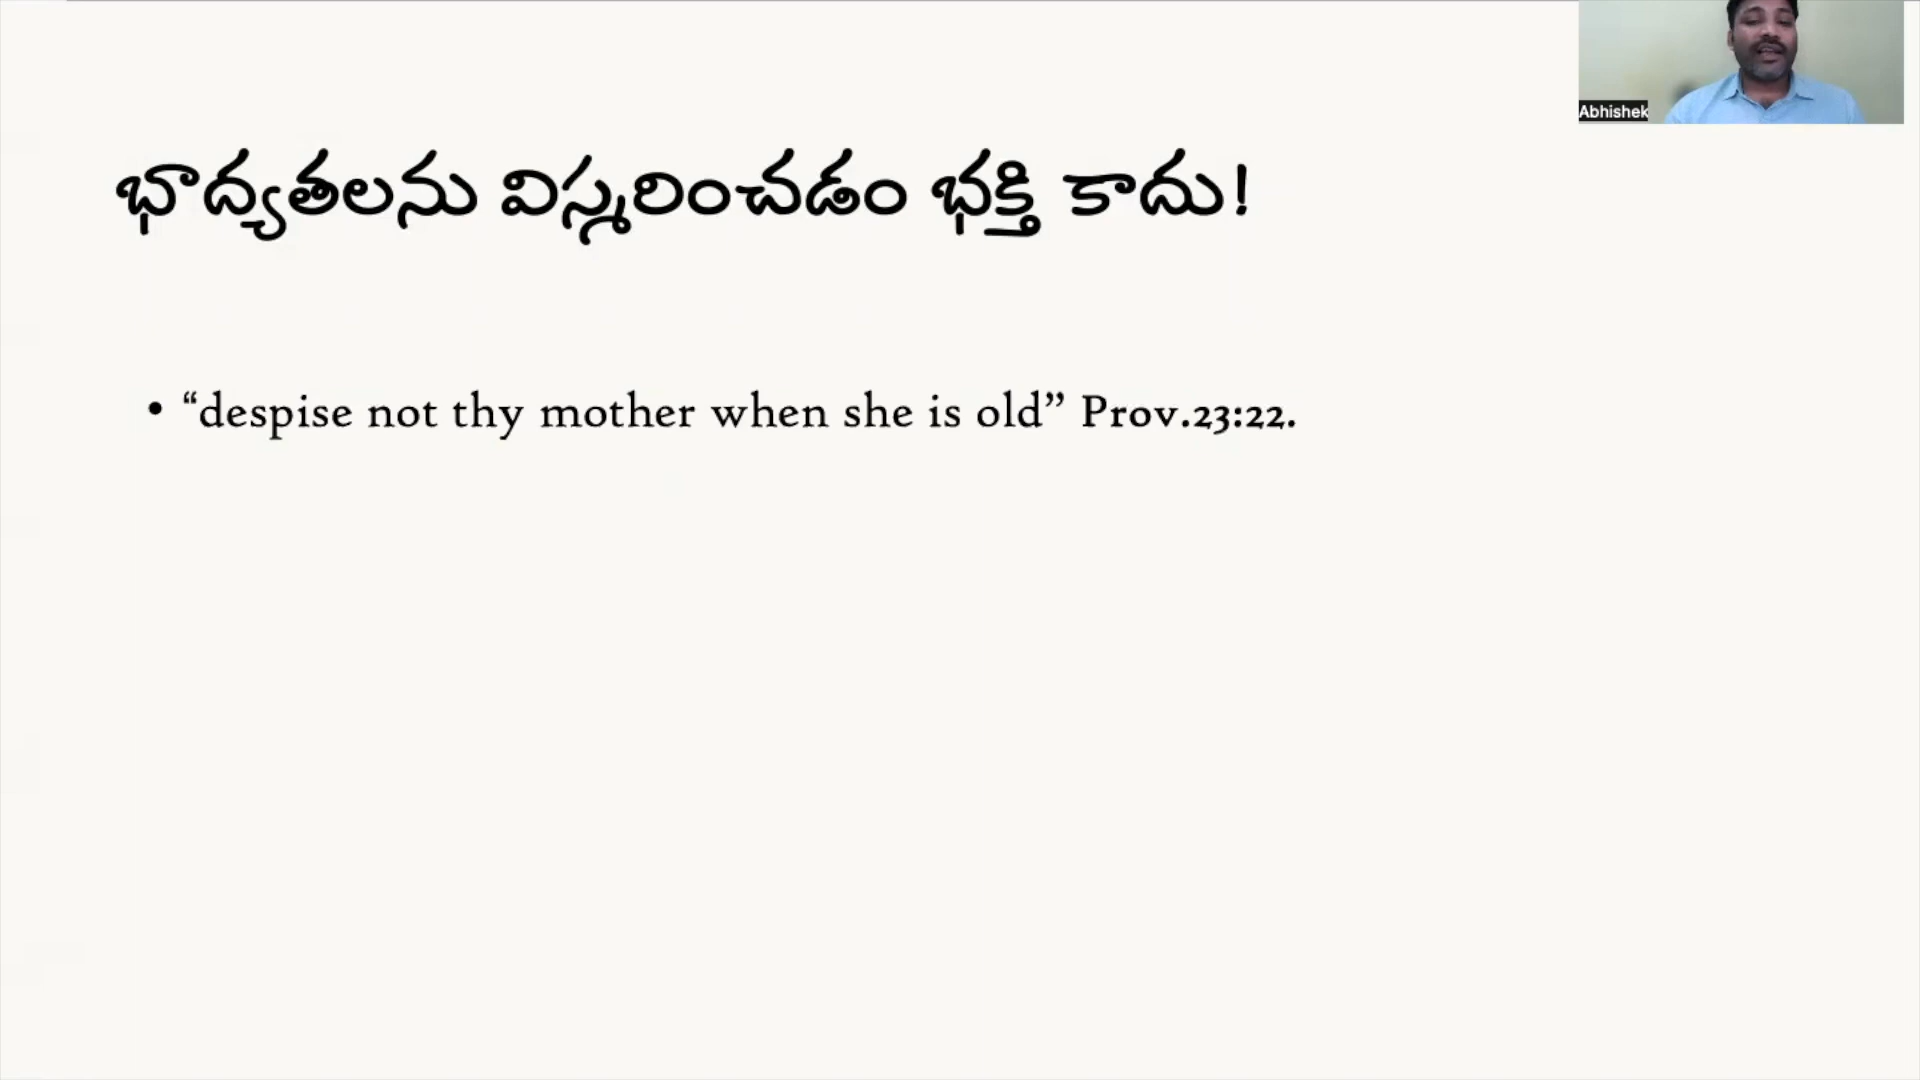 Abhishek
భాద్యతలను విస్మరించడం భక్తి కాదు!
• “despise not thy mother when she is old” Prov.23:22.